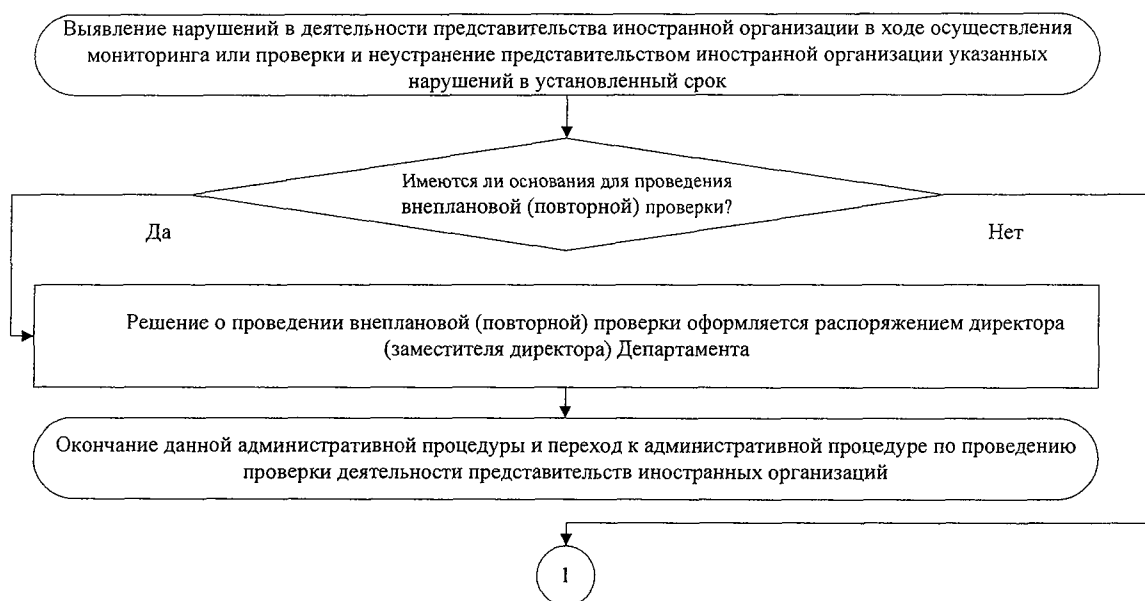 Выявление нарушений в деятельности представительства иностранной организации в ходе осуществления
мониторинга или проверки и неустранение представительством иностранной организации указанных
нарушений в установленный срок
Имеются ли основания для проведения
внеплановой (повторной) проверки?
Да
Нет
Решение о проведении внеплановой (повторной) проверки оформляется распоряжением директора
(заместителя директора) Департамента
Окончание данной административной процедуры и переход к административной процедуре по проведению
проверки деятельности представительств иностранных организаций
1